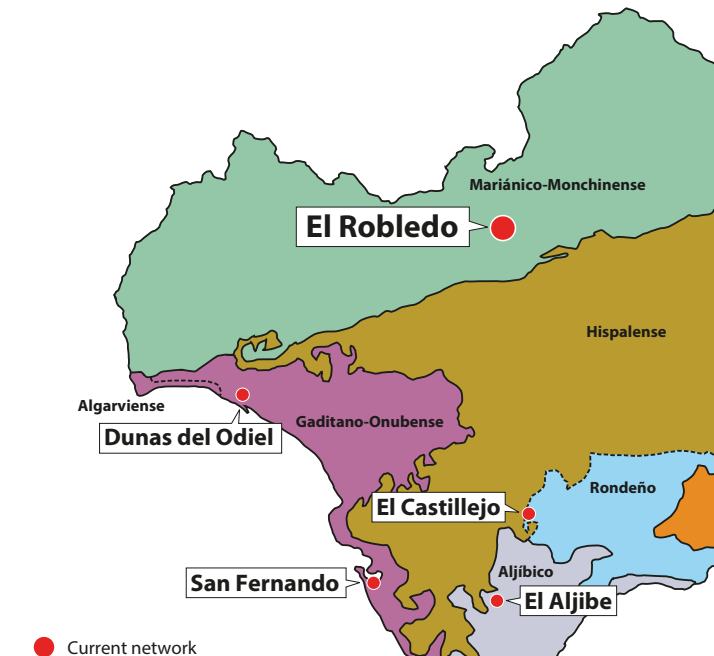 Mariánico-Monchinense
El Robledo
Hispalense
Algarviense
Gaditano-Onubense
Dunas del Odiel
Rondeño
El Castillejo
Aljíbico
San Fernando
El Aljibe
Current network